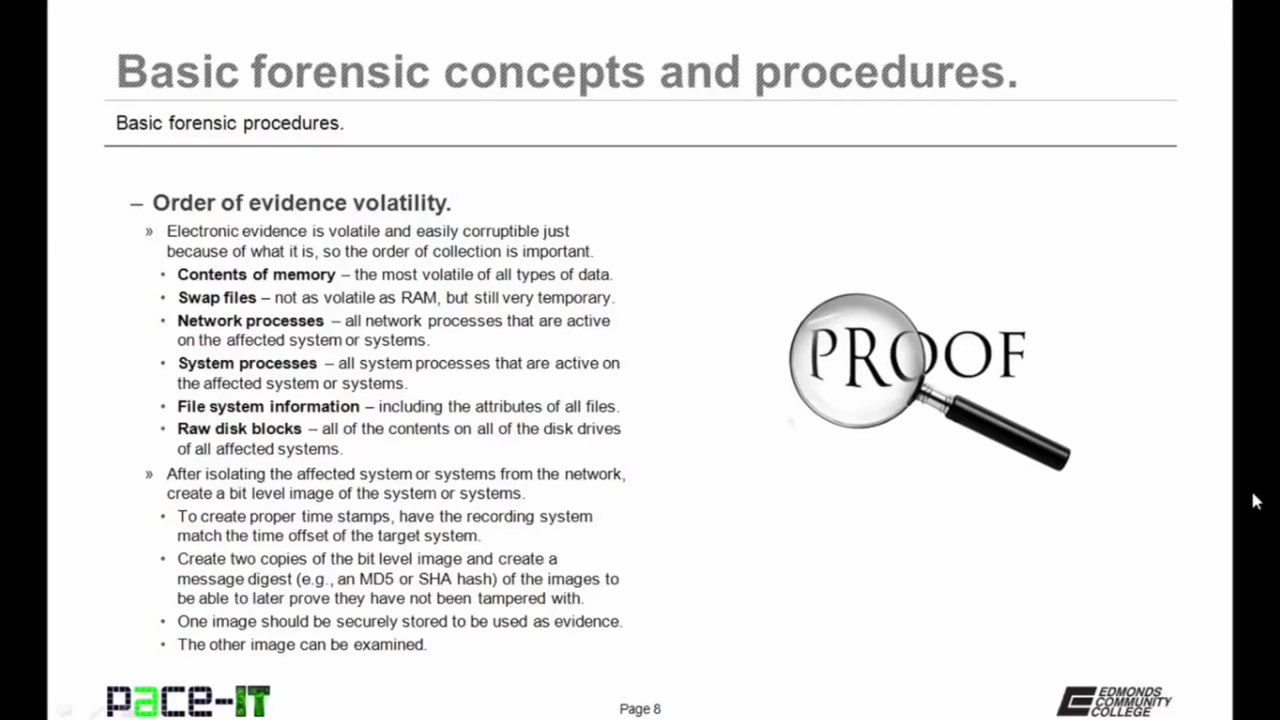 Basic forensic concepts and procedures.
Basic forensic procedures.
– Order of evidence volatility.
» Electronic evidence is volatile and easily corruptible just
because of what it is, so the order of collection is important.
• Contents of memory – the most volatile of all types of data.
• Swap files – not as volatile as RAM, but still very temporary.
• Network processes – all network processes that are active
on the affected system or systems.
• System processes – all system processes that are active on
the affected system or systems.
• File system information – including the attributes of all files.
• Raw disk blocks – all of the contents on all of the disk drives
of all affected systems.
» After isolating the affected system or systems from the network,
create a bit level image of the system or systems.
• To create proper time stamps, have the recording system
match the time offset of the target system.
• Create two copies of the bit level image and create a
message digest (e.g., an MD5 or SHA hash) of the images to
be able to later prove they have not been tampered with.
• One image should be securely stored to be used as evidence.
• The other image can be examined.
PROOF
pace-IT
Page 8
EDMONDS
COMMUNITY
COLLEGE